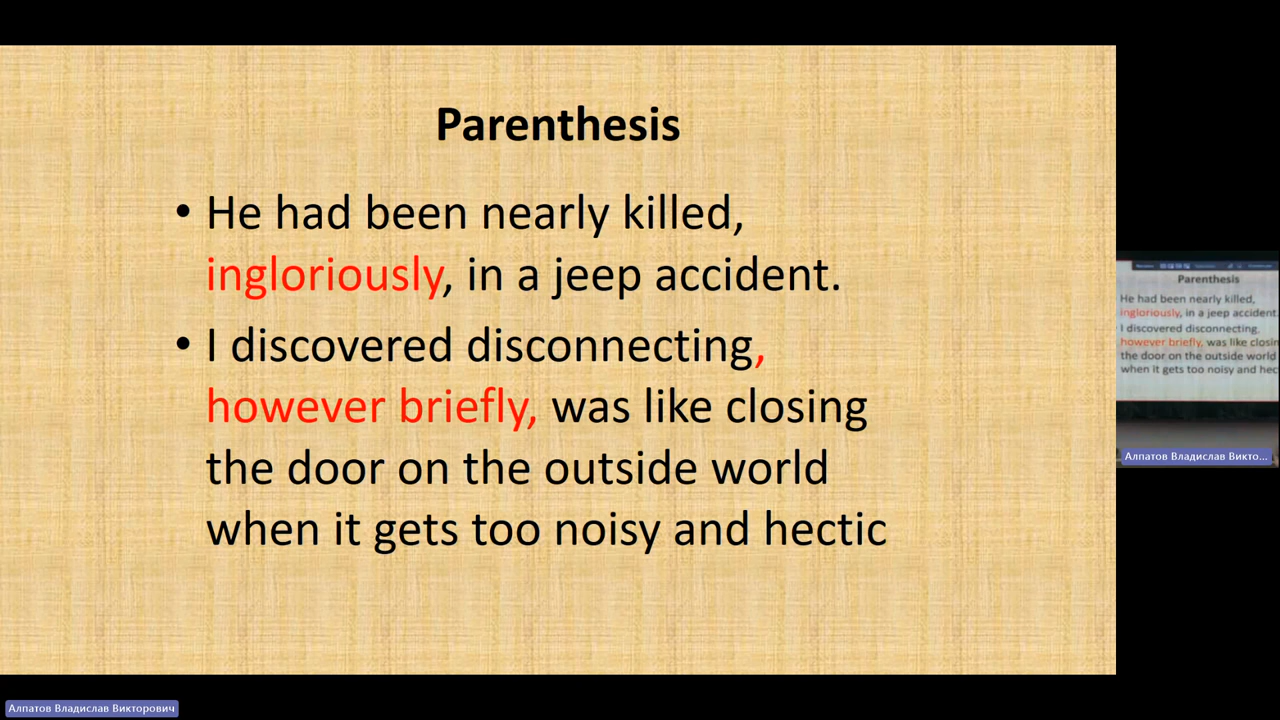 Parenthesis
• He had been nearly killed,
ingloriously, in a jeep accident.
• I discovered disconnecting,
however briefly, was like closing
the door on the outside world
when it gets too noisy and hectic
Parenthesis
He had been nearly killed,
ingloriously, in a jeep accident.
I discovered disconnecting,
however briefly, was like closin
the door on the outside world
when it gets too noisy and hec
Алпатов Владислав Викто...
Алпатов Владислав Викторович